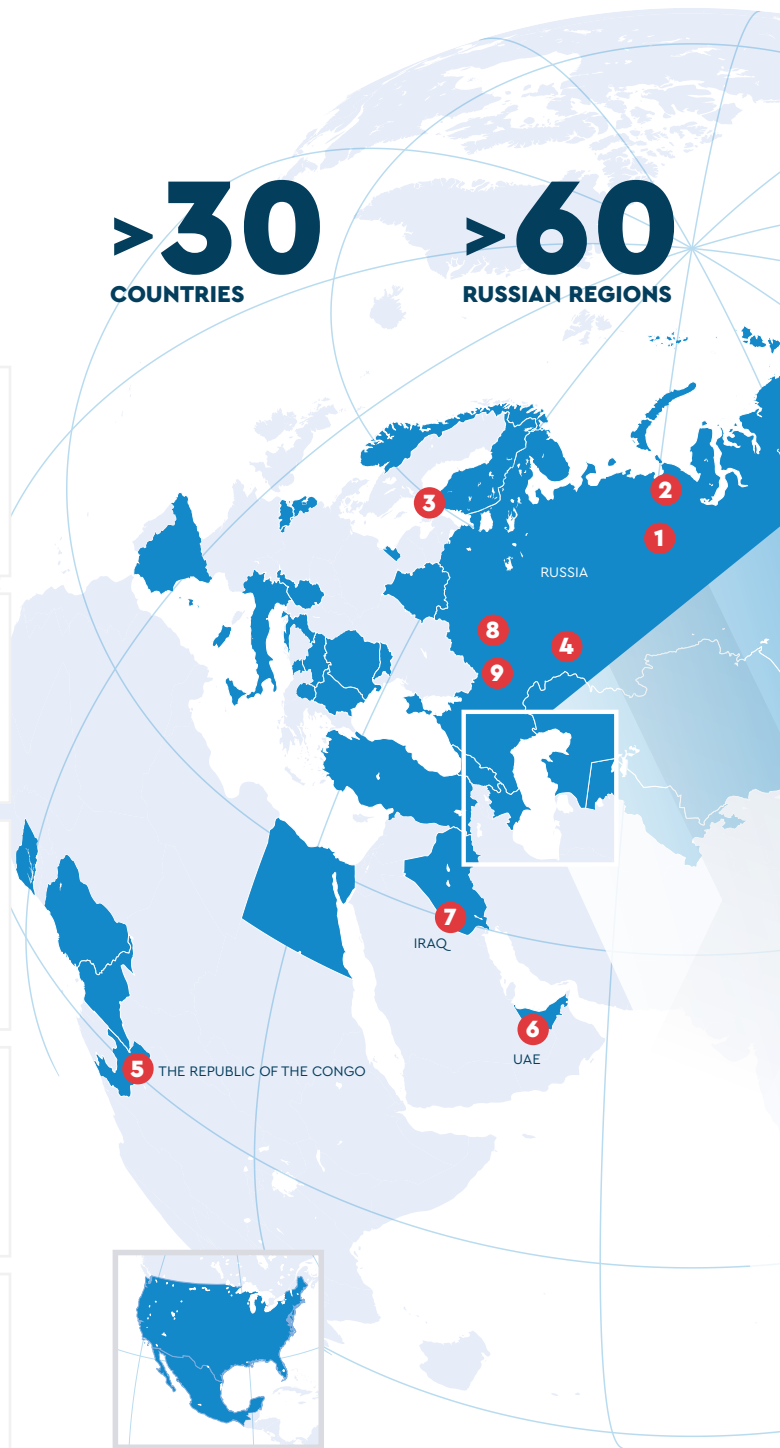 >30
COUNTRIES
>60
RUSSIAN REGIONS
2
3
1
RUSSIA
8
4
9
7
IRAQ
6
UAE
5
THE REPUBLIC OF THE CONGO